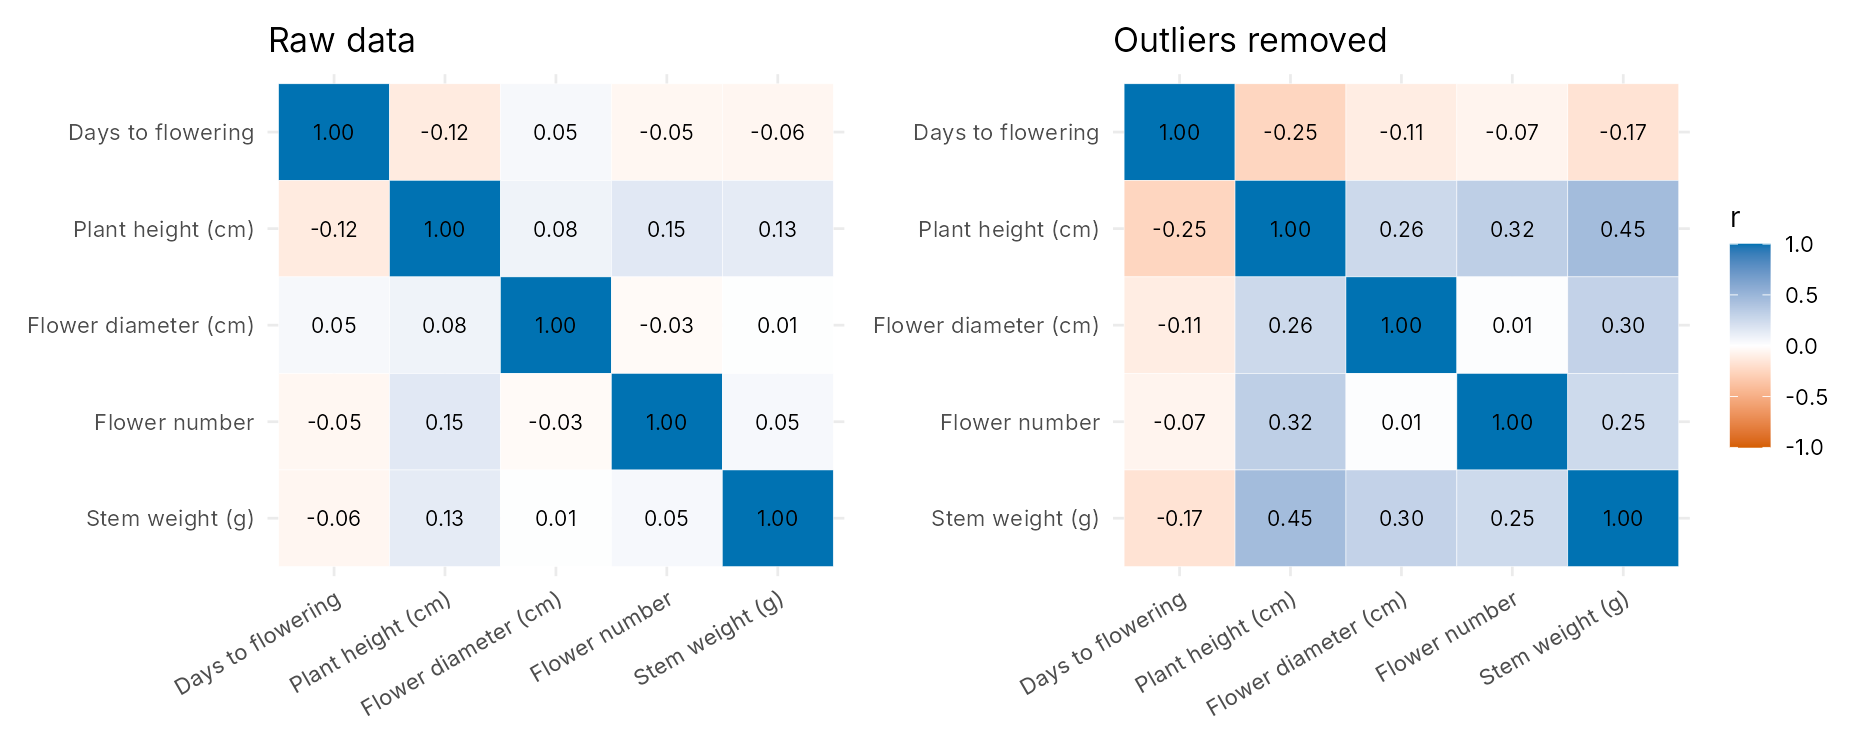 Raw data
Days to flowering 1.00 -0.12 0.05 -0.05 -0.06
Plant height (cm) -0.12 1.00 0.08 0.15 0.13
Flower diameter (cm) 0.05 0.08 1.00 -0.03 0.01
Flower number -0.05 0.15 -0.03 1.00 0.05
Stem weight (g) -0.06 0.13 0.01 0.05 1.00
Days to flowering
Plant height (cm)
Flower diameter (cm)
Flower number
Stem weight (g)
Outliers removed
Days to flowering 1.00 -0.25 -0.11 -0.07 -0.17
Plant height (cm) -0.25 1.00 0.26 0.32 0.45
Flower diameter (cm) -0.11 0.26 1.00 0.01 0.30
Flower number -0.07 0.32 0.01 1.00 0.25
Stem weight (g) -0.17 0.45 0.30 0.25 1.00
Days to flowering
Plant height (cm)
Flower diameter (cm)
Flower number
Stem weight (g)
r
1.0
0.5
0.0
-0.5
-1.0